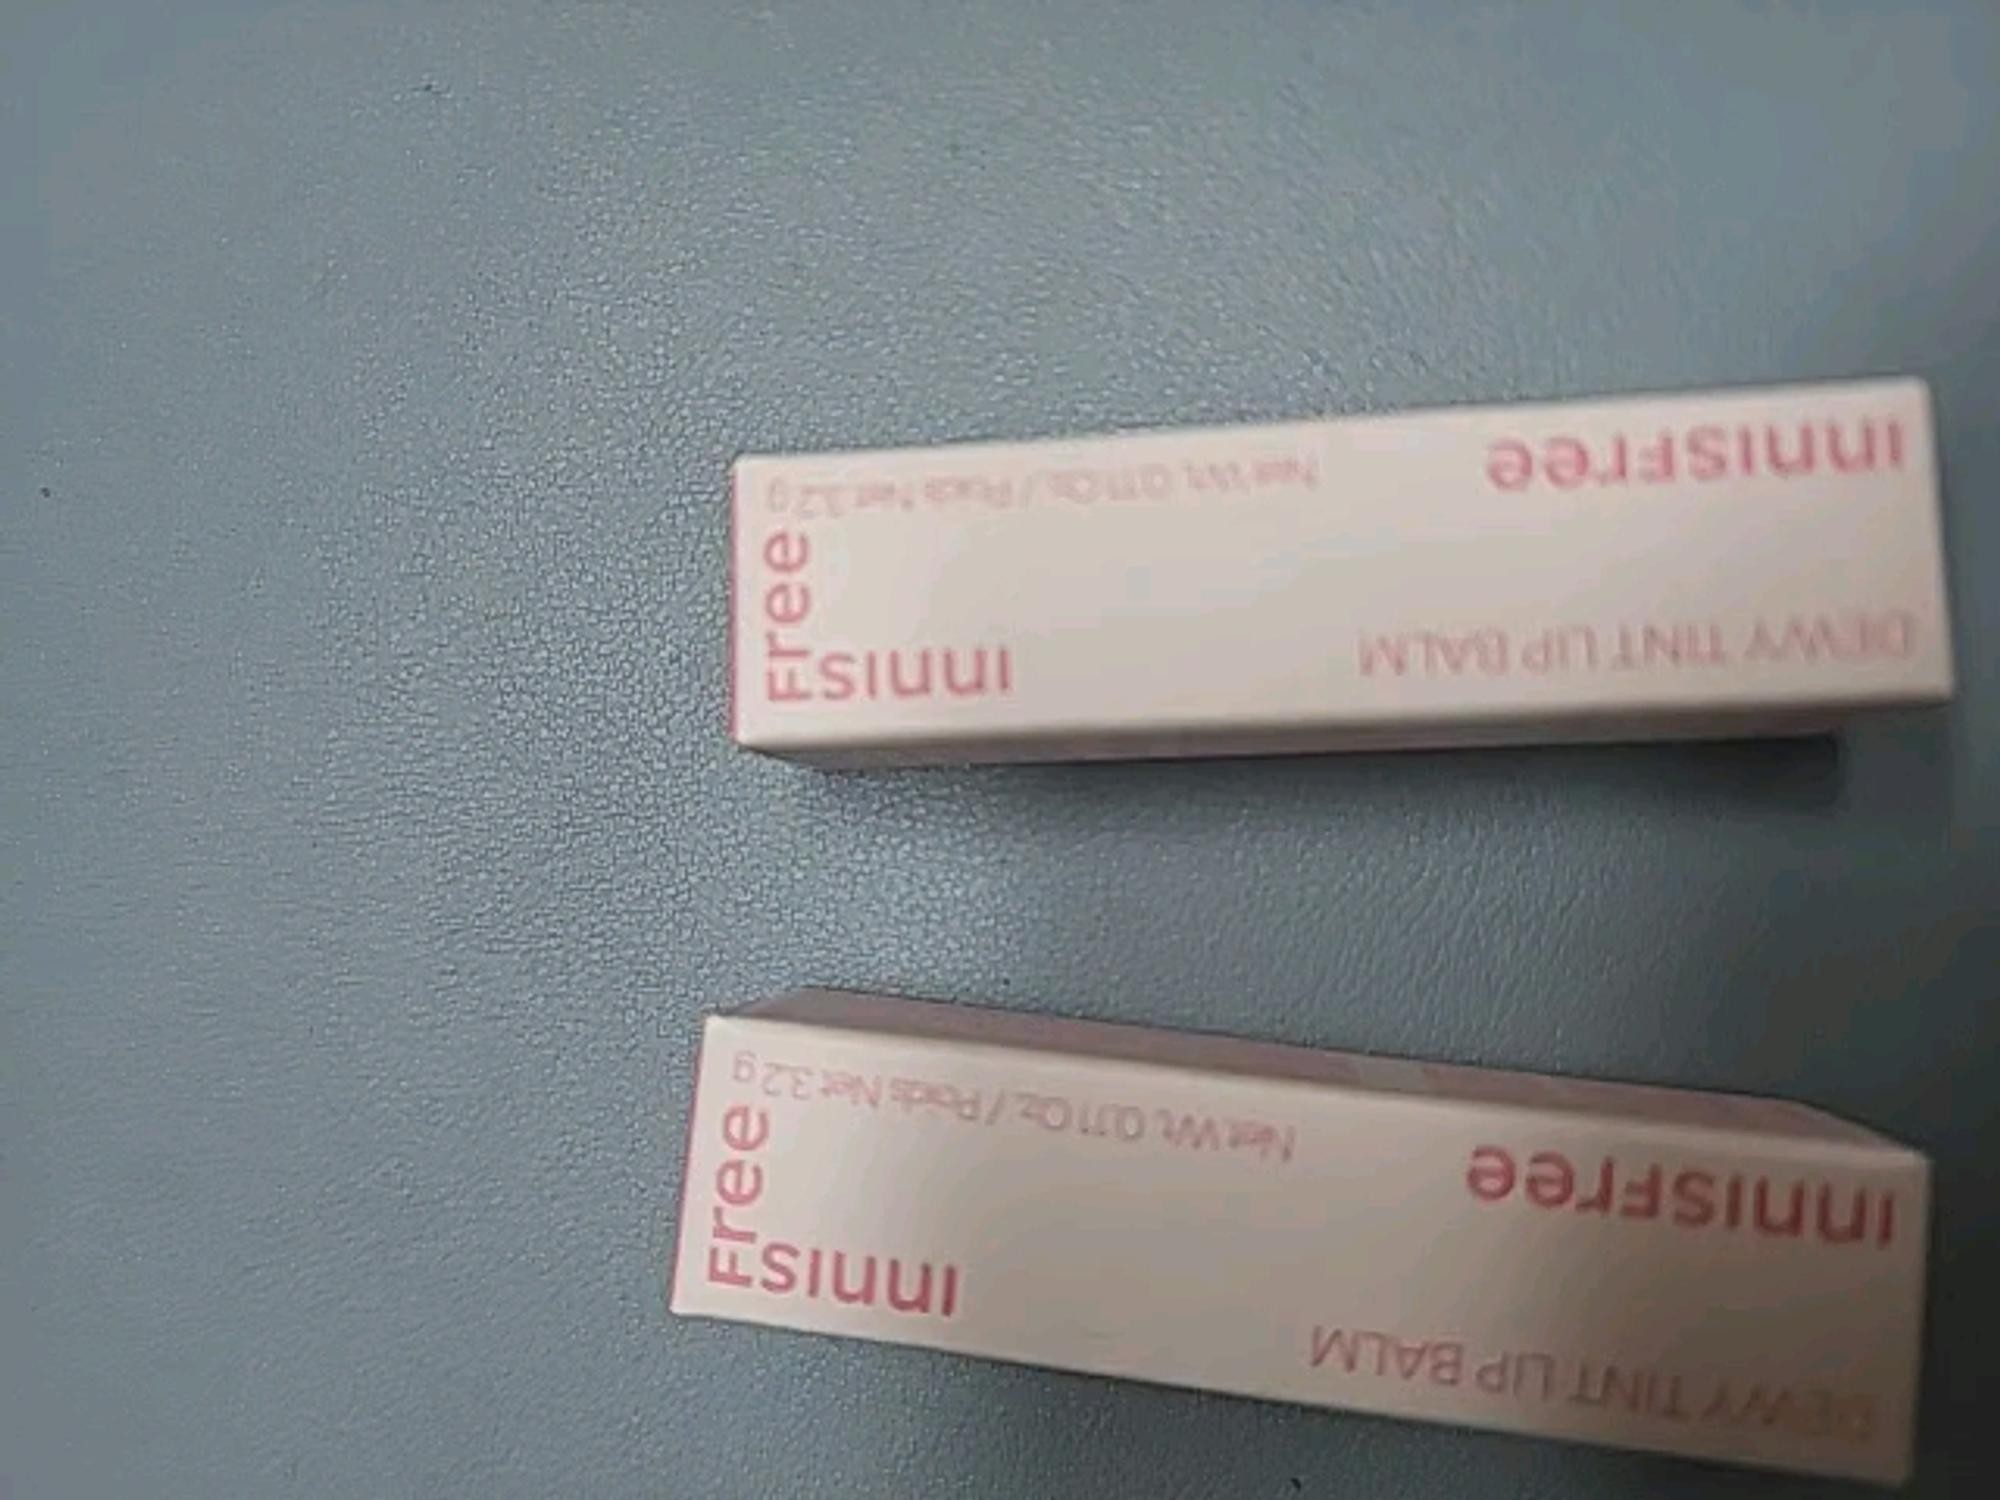 innisFree
DEWY TINT LIP BALM
Net Wt. 0.11 Oz. / Poids Net 3.2 g
innis
Free
innisFree
DEWY TINT LIP BALM
Net Wt. 0.11 Oz. / Poids Net 3.2 g
innis
Free